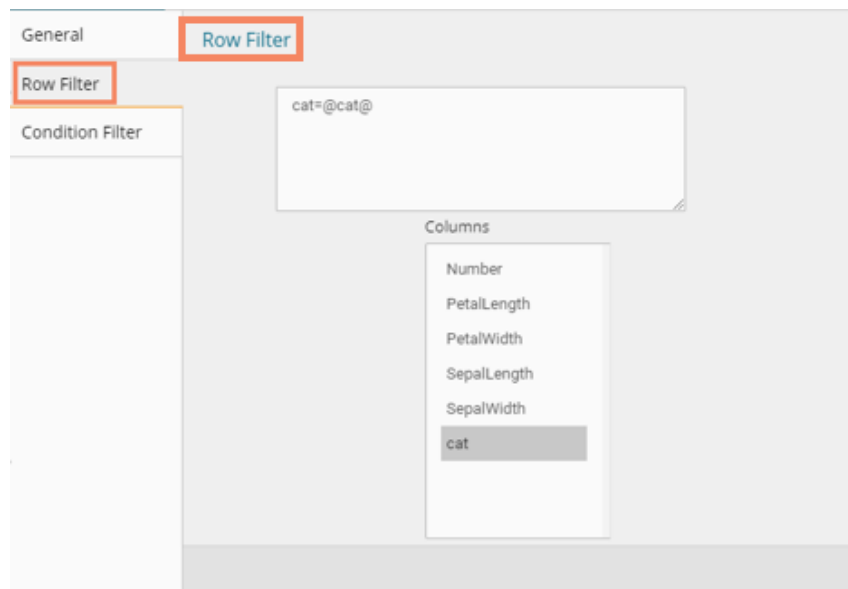 General
Row Filter
Condition Filter
Row Filter
cat=@cat@
Columns
Number
PetalLength
PetalWidth
SepalLength
SepalWidth
cat